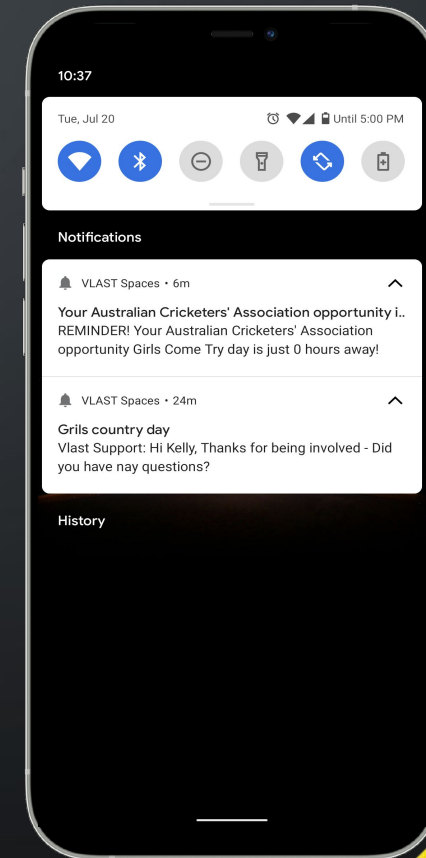 10:37
Tue, Jul 20 Until 5:00 PM
Notifications
VLAST Spaces • 6m
Your Australian Cricketers' Association opportunity i..
REMINDER! Your Australian Cricketers' Association
opportunity Girls Come Try day is just 0 hours away!
VLAST Spaces • 24m
Grils country day
Vlast Support: Hi Kelly, Thanks for being involved - Did
you have nay questions?
History